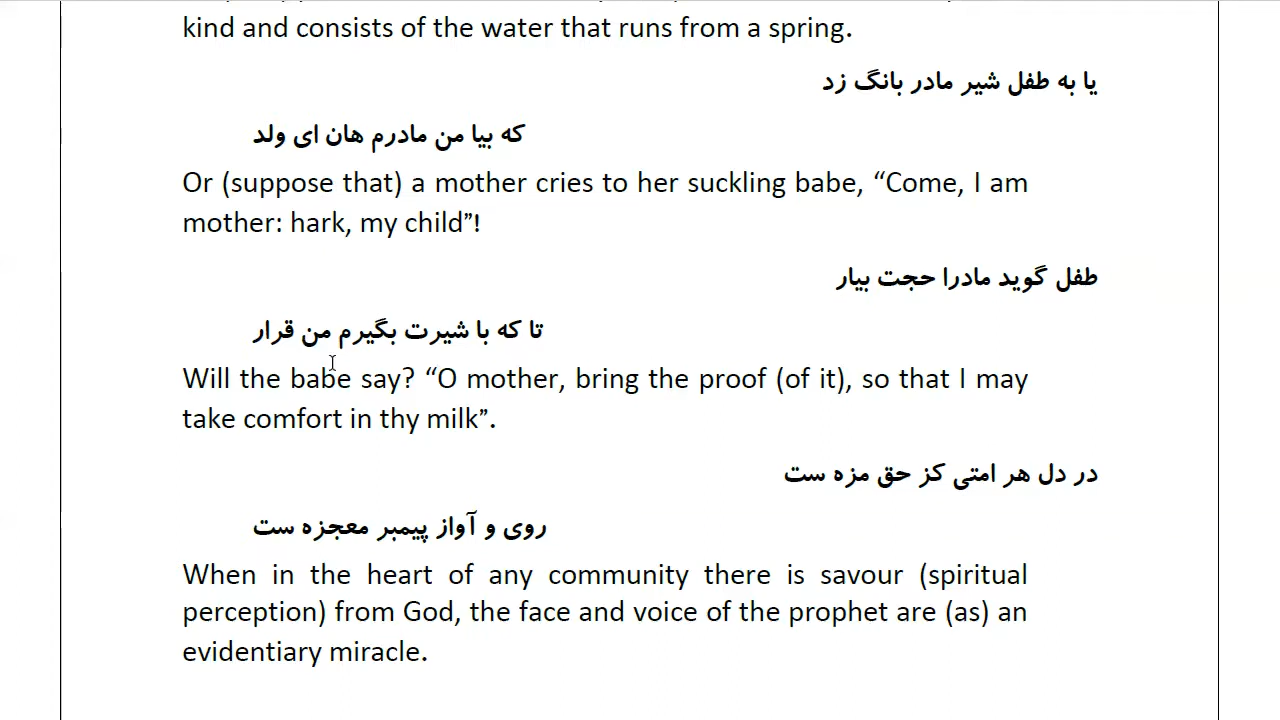 kind and consists of the water that runs from a spring.
یا به طفل شیر مادر بانگ زد
که بیا من مادرم هان ای ولد
Or (suppose that) a mother cries to her suckling babe, “Come, I am
mother: hark, my child”!
طفل گوید مادرا حجت بیار
تا که با شیرت بگیرم من قرار
Will the babe say? “O mother, bring the proof (of it), so that I may
take comfort in thy milk”.
در دل هر امتی کز حق مزه ست
روی و آواز پیمبر معجزه ست
When in the heart of any community there is savour (spiritual
perception) from God, the face and voice of the prophet are (as) an
evidentiary miracle.